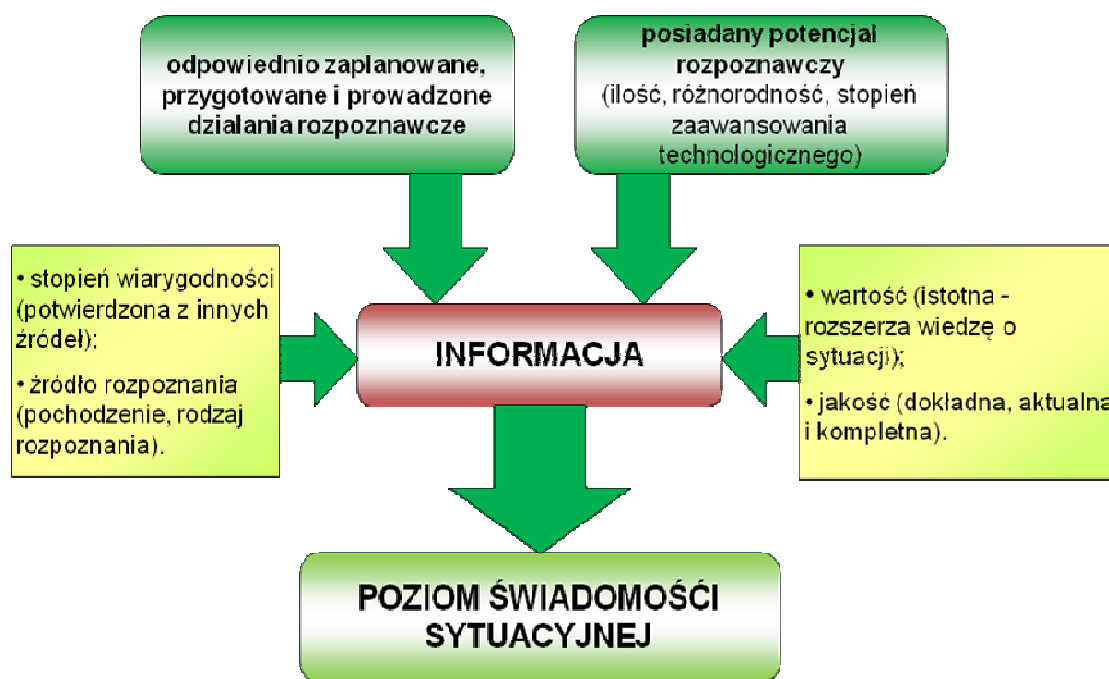 odpowiednio zaplanowane,
przygotowane i prowadzone
działania rozpoznawcze
posiadany potencjał
rozpoznawczy
(ilość, różnorodność, stopień
zaawansowania
technologicznego)
• stopień wiarygodności
(potwierdzona z innych
źródeł);
• źródło rozpoznania
(pochodzenie, rodzaj
rozpoznania).
INFORMACJA
• wartość (istotna -
rozszerza wiedzę o
sytuacji);
• jakość (dokładna, aktualna
i kompletna).
POZIOM ŚWIADOMOŚĆI
SYTUACYJNEJ